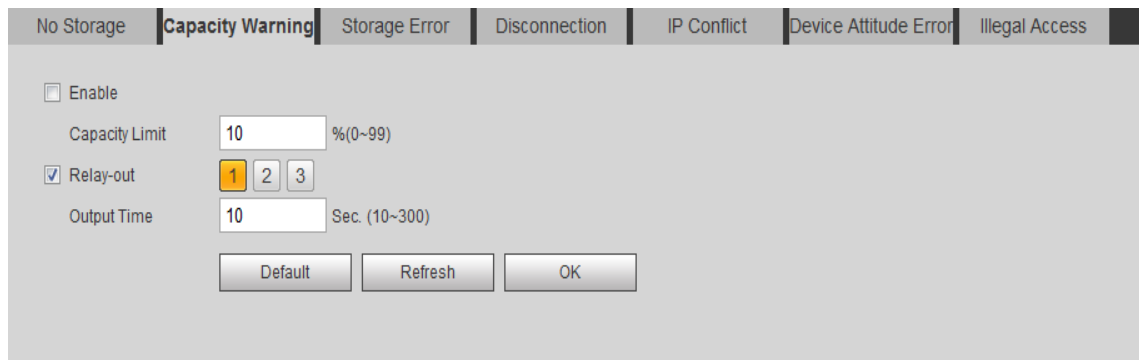 No Storage Capacity Warning Storage Error Disconnection IP Conflict Device Attitude Error Illegal Access
Enable
Capacity Limit 10 %(0~99)
Relay-out 1 2 3
Output Time 10 Sec. (10~300)
Default Refresh OK